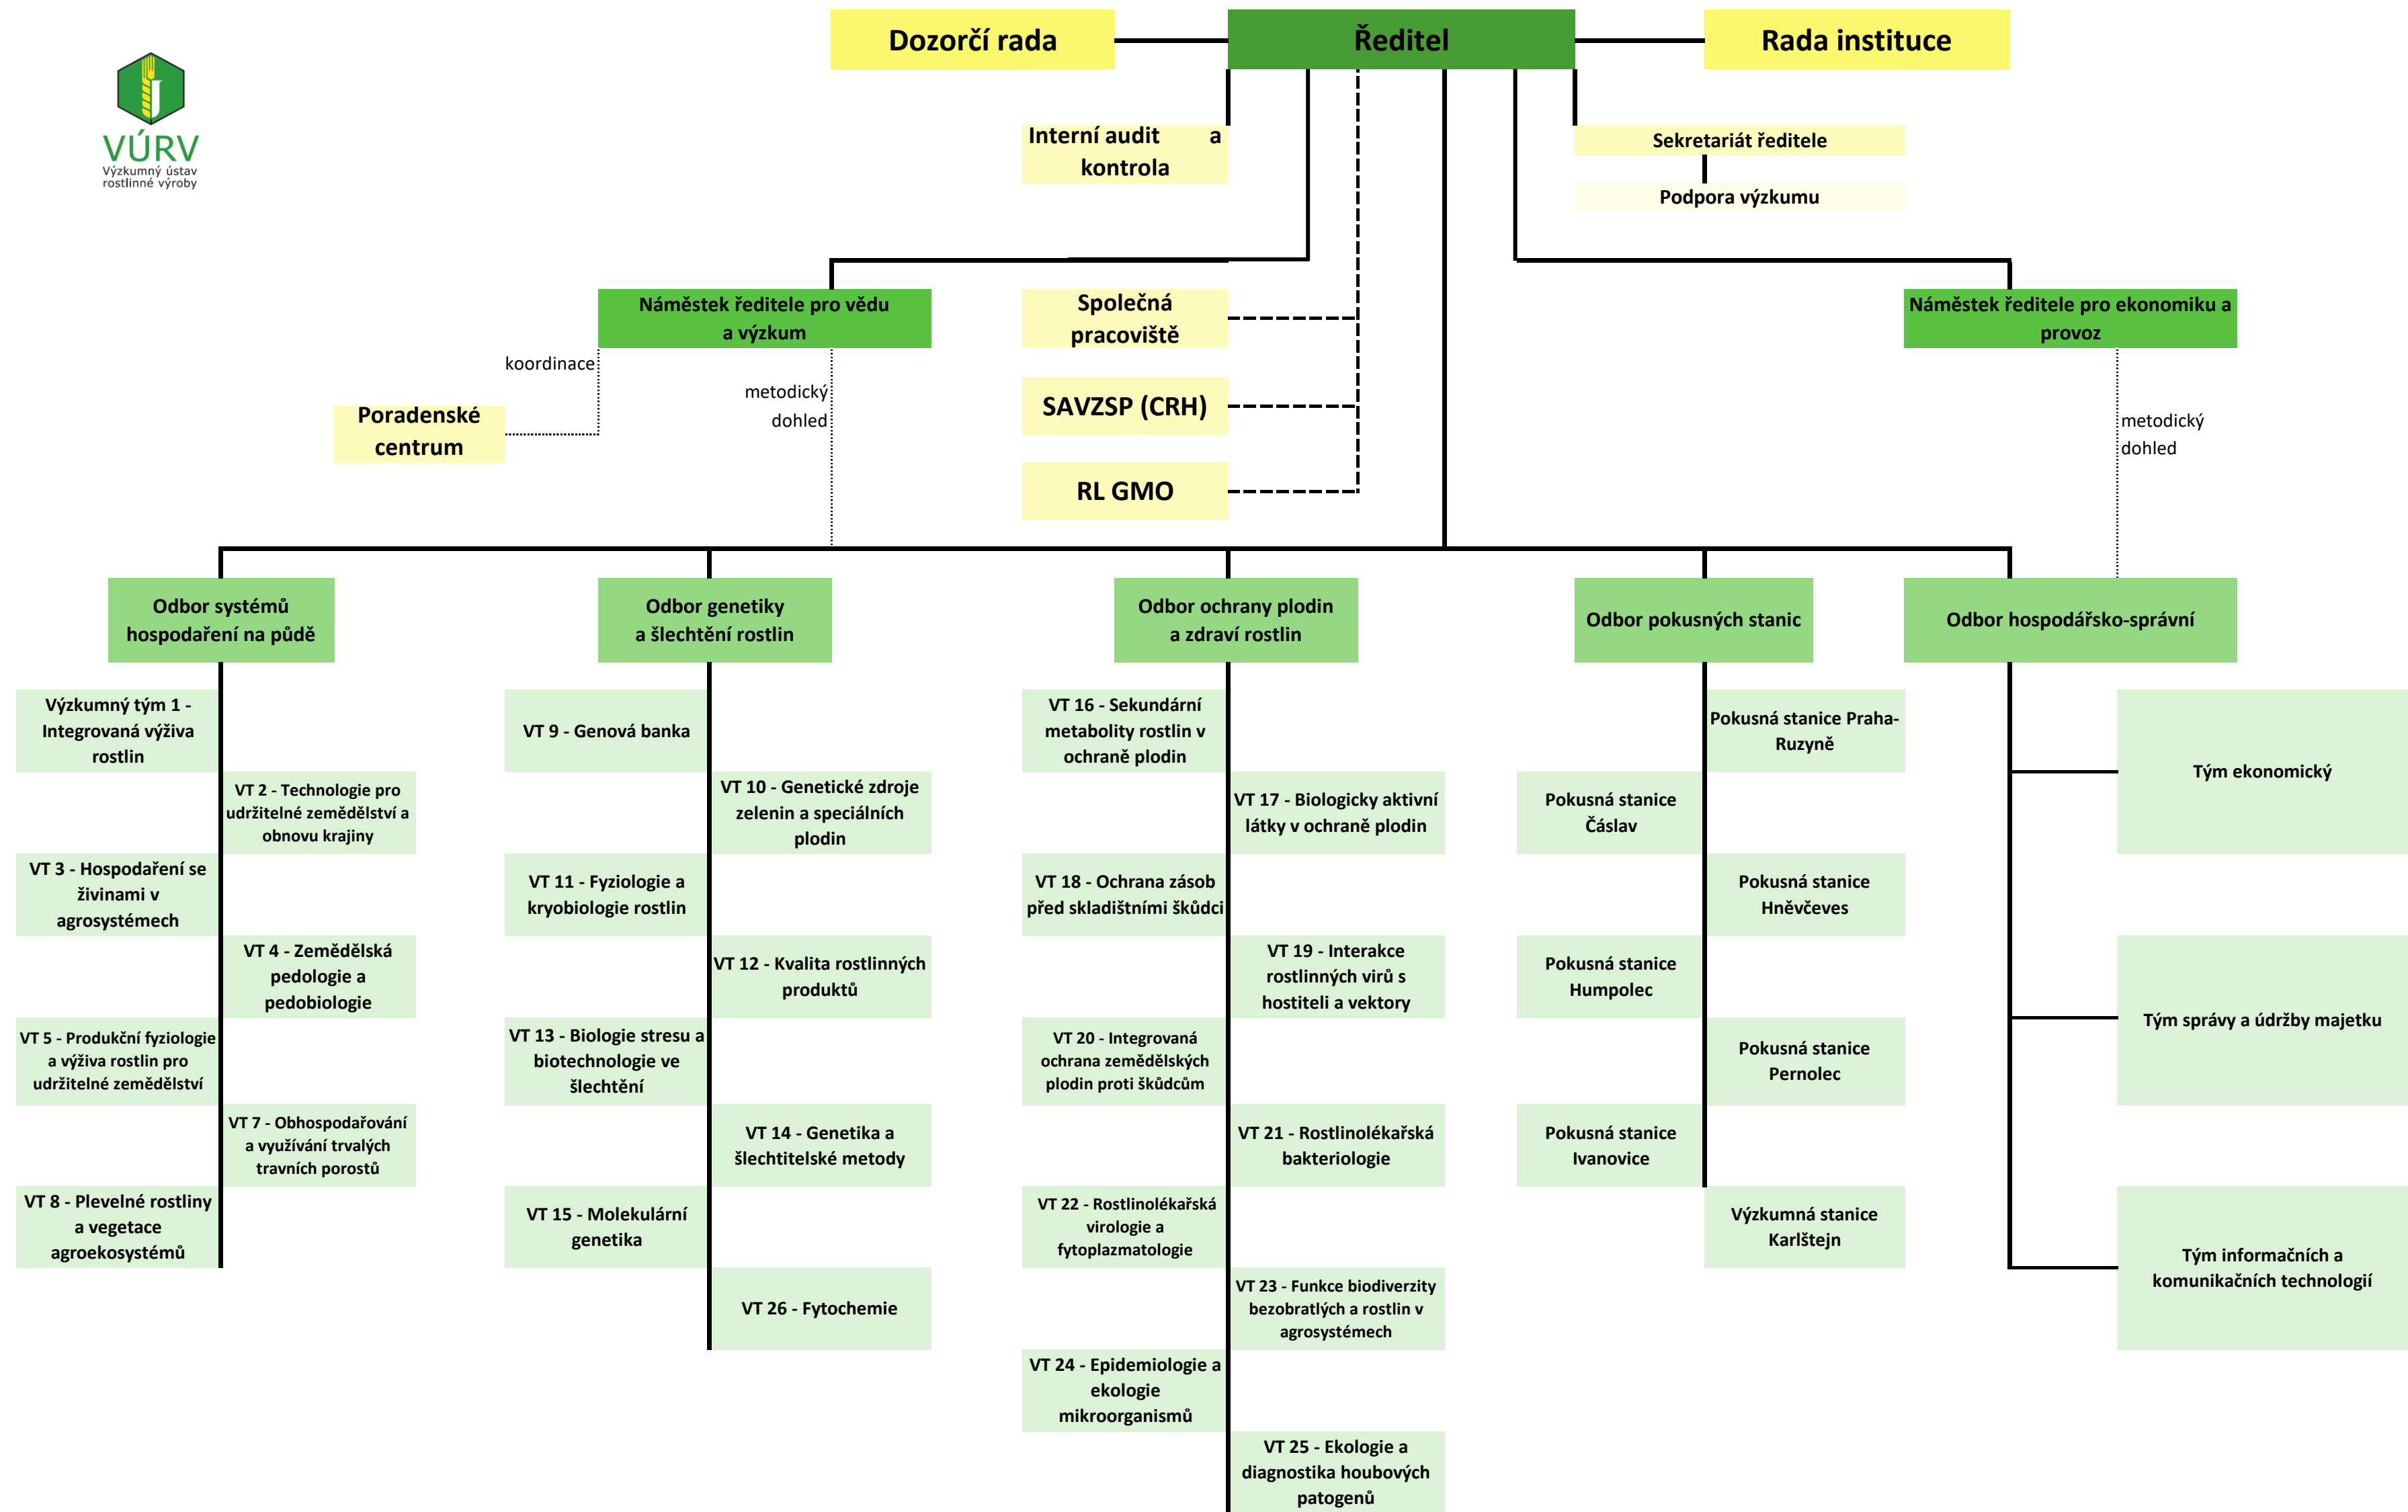 Dozorčí rada
Ředitel
Rada instituce
VÚRV
Výzkumný ústav
rostlinné výroby
Interní audit a
kontrola
Sekretariát ředitele
Podpora výzkumu
Náměstek ředitele pro vědu
a výzkum
Společná
pracoviště
Náměstek ředitele pro ekonomiku a
provoz
koordinace
metodický
dohled
Poradenské
centrum
SAVZSP (CRH)
metodický
dohled
RL GMO
Odbor systémů
hospodaření na půdě
Odbor genetiky
a šlechtění rostlin
Odbor ochrany plodin
a zdraví rostlin
Odbor pokusných stanic
Odbor hospodářsko-správní
Výzkumný tým 1 -
Integrovaná výživa
rostlin
VT 2 - Technologie pro
udržitelné zemědělství a
obnovu krajiny
VT 3 - Hospodaření se
živinami v
agrosystémech
VT 4 - Zemědělská
pedologie a
pedobiologie
VT 5 - Produkční fyziologie
a výživa rostlin pro
udržitelné zemědělství
VT 7 - Obhospodařování
a využívání trvalých
travních porostů
VT 8 - Plevelné rostliny
a vegetace
agroekosystémů
VT 9 - Genová banka
VT 10 - Genetické zdroje
zelenin a speciálních
plodin
VT 11 - Fyziologie a
kryobiologie rostlin
VT 12 - Kvalita rostlinných
produktů
VT 13 - Biologie stresu a
biotechnologie ve
šlechtění
VT 14 - Genetika a
šlechtitelské metody
VT 15 - Molekulární
genetika
VT 26 - Fytochemie
VT 16 - Sekundární
metabolity rostlin v
ochraně plodin
VT 17 - Biologicky aktivní
látky v ochraně plodin
VT 18 - Ochrana zásob
před skladištními škůdci
VT 19 - Interakce
rostlinných virů s
hostiteli a vektory
VT 20 - Integrovaná
ochrana zemědělských
plodin proti škůdcům
VT 21 - Rostlinolékařská
bakteriologie
VT 22 - Rostlinolékařská
virologie a
fytoplazmatologie
VT 23 - Funkce biodiverzity
bezobratlých a rostlin v
agrosystémech
VT 24 - Epidemiologie a
ekologie
mikroorganismů
VT 25 - Ekologie a
diagnostika houbových
patogenů
Pokusná stanice Praha-
Ruzyně
Pokusná stanice
Čáslav
Pokusná stanice
Hněvčeves
Pokusná stanice
Humpolec
Pokusná stanice
Pernolec
Pokusná stanice
Ivanovice
Výzkumná stanice
Karlštejn
Tým ekonomický
Tým správy a údržby majetku
Tým informačních a
komunikačních technologií